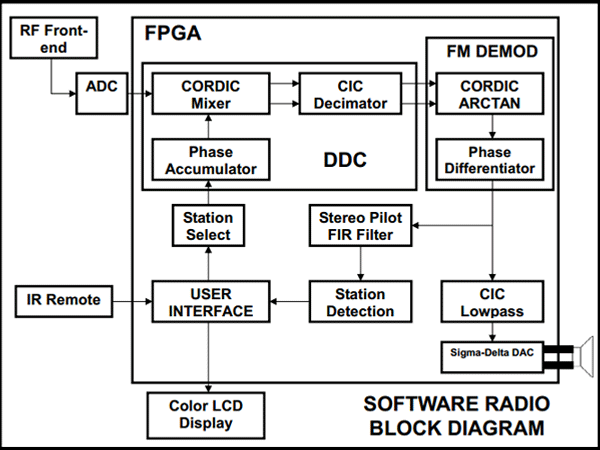 RF Front-
end
FPGA
FM DEMOD
ADC
CORDIC
Mixer
CIC
Decimator
CORDIC
ARCTAN
Phase
Accumulator
DDC
Phase
Differentiator
Station
Select
Stereo Pilot
FIR Filter
IR Remote
USER
INTERFACE
Station
Detection
CIC
Lowpass
Sigma-Delta DAC
Color LCD
Display
SOFTWARE RADIO
BLOCK DIAGRAM